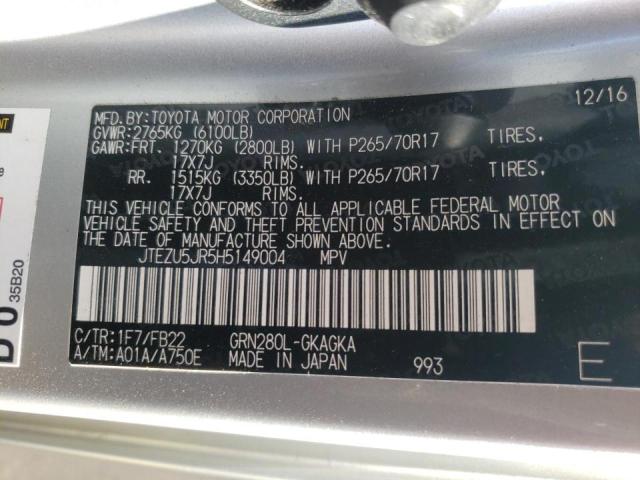 MFD. BY: TOYOTA MOTOR CORPORATION 12/16
GVWR: 2765KG (6100LB)
GAWR: FRT. 1270KG (2800LB) WITH P265/70R17 TIRES.
17X7J RIMS.
RR. 1515KG (3350LB) WITH P265/70R17 TIRES.
17X7J RIMS.
THIS VEHICLE CONFORMS TO ALL APPLICABLE FEDERAL MOTOR
VEHICLE SAFETY AND THEFT PREVENTION STANDARDS IN EFFECT ON
THE DATE OF MANUFACTURE SHOWN ABOVE.
JTEZU5JR5H5149004 MPV
C/TR: 1F7/FB22 GRN280L-GKAGKA
A/TM: A01A/A750E MADE IN JAPAN 993 E
35B20